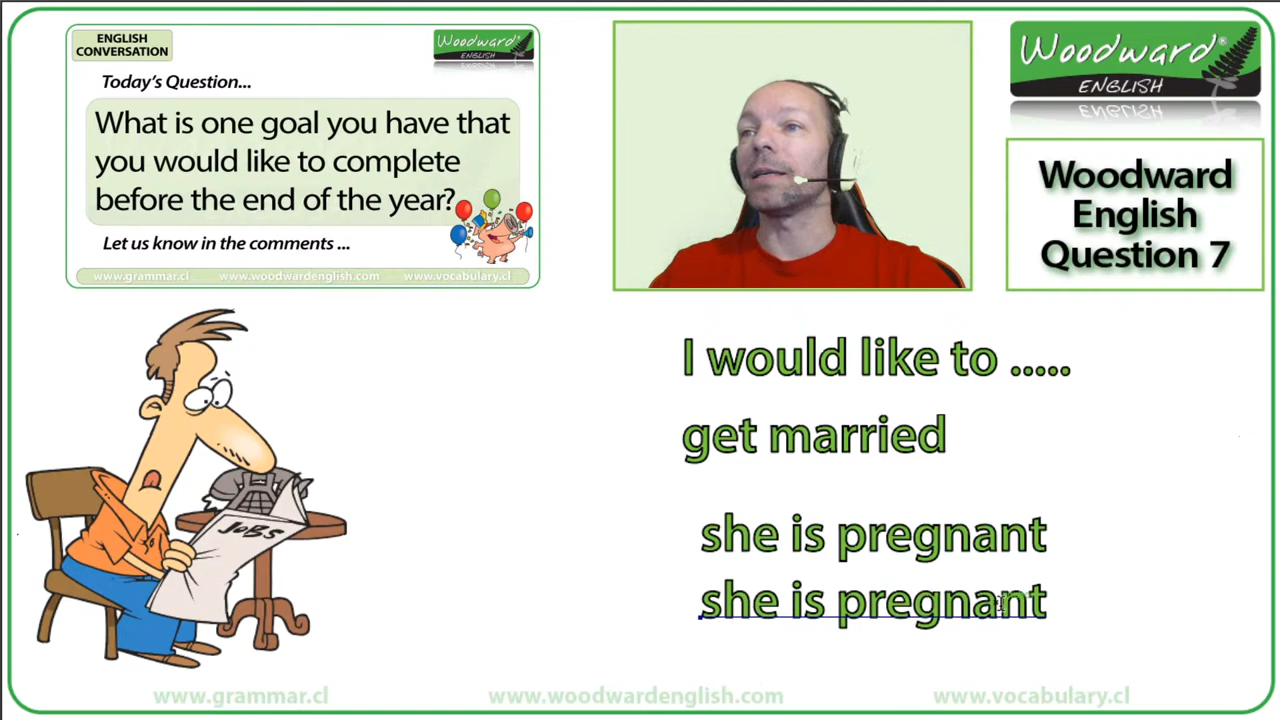 ENGLISH
CONVERSATION
Woodward
ENGLISH
Today's Question...
What is one goal you have that
you would like to complete
before the end of the year?
Let us know in the comments ...
www.grammar.cl www.woodwardenglish.com www.vocabulary.cl
Woodward®
ENGLISH
Woodward
English
Question 7
I would like to .....
get married
she is pregnant
she is pregnant
JOBS
www.grammar.cl www.woodwardenglish.com www.vocabulary.cl